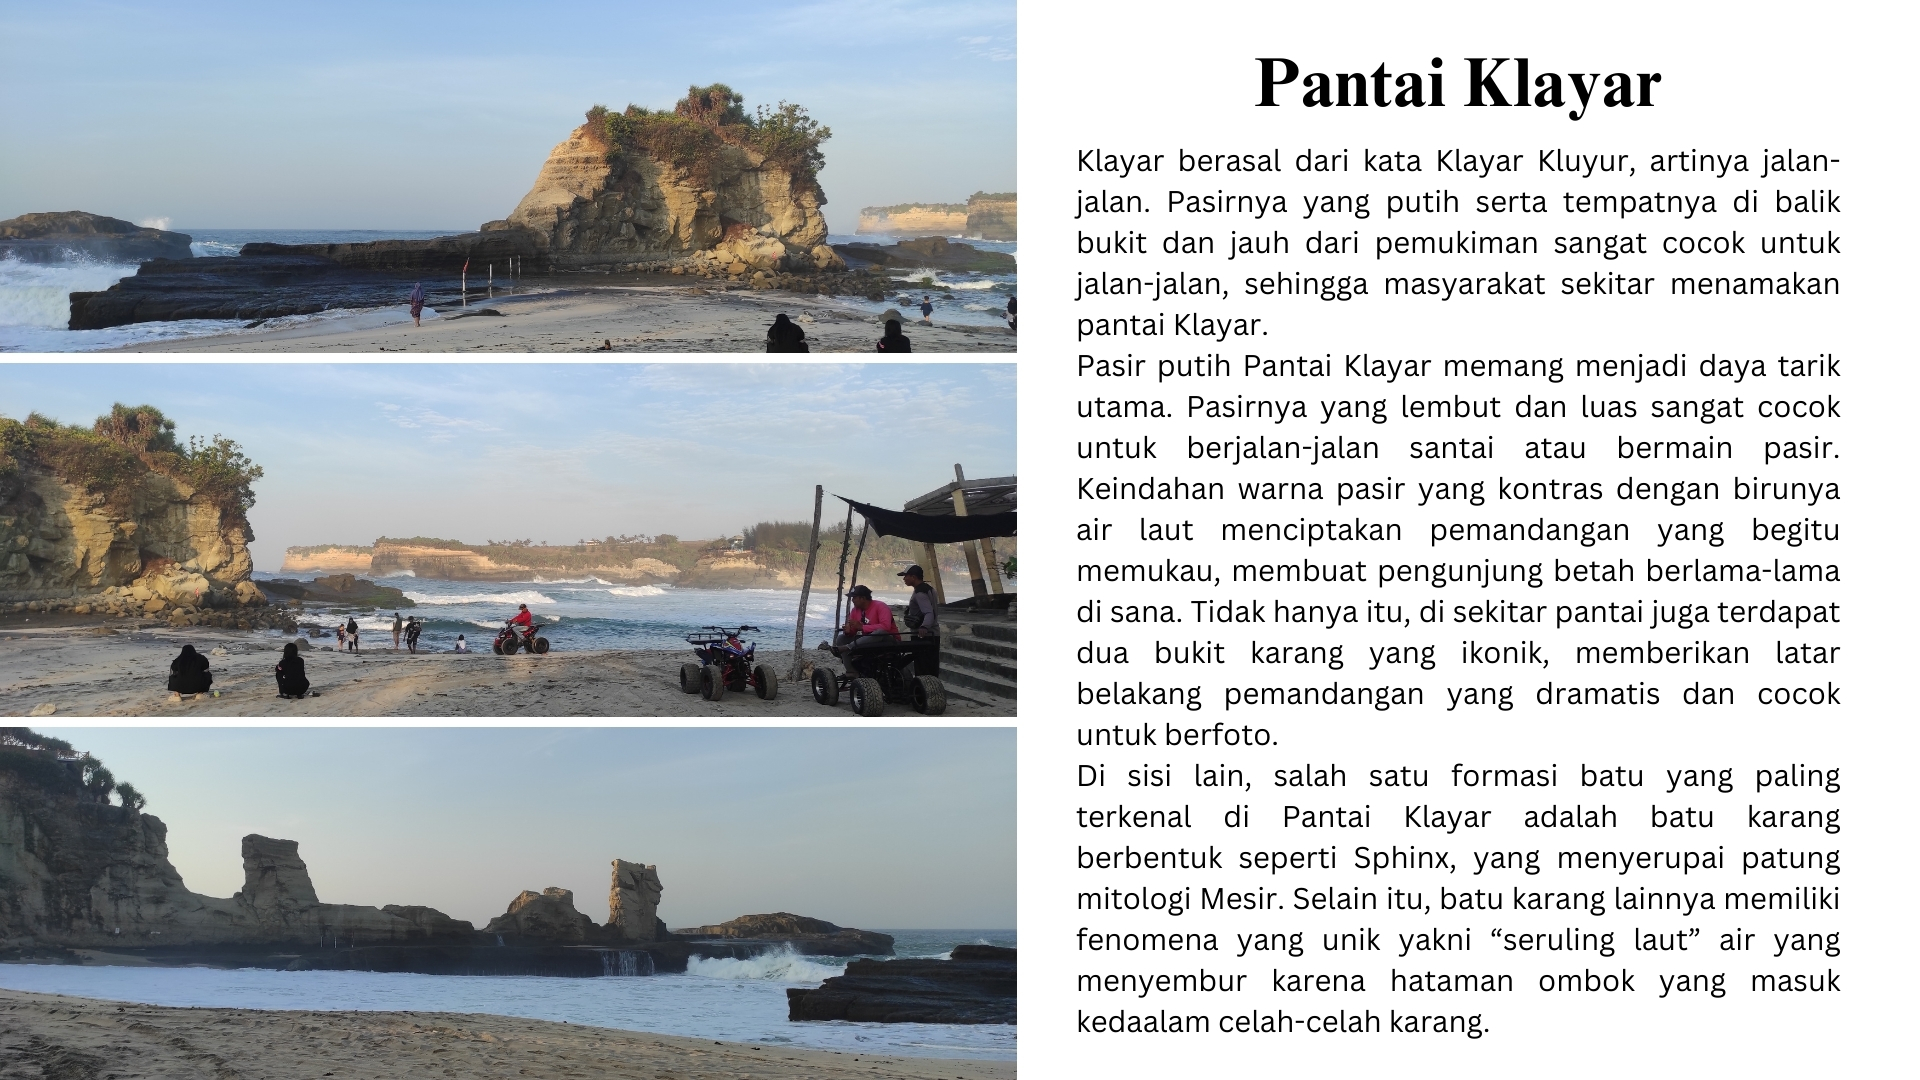 Pantai Klayar
Klayar berasal dari kata Klayar Kluyur, artinya jalan-
jalan. Pasirnya yang putih serta tempatnya di balik
bukit dan jauh dari pemukiman sangat cocok untuk
jalan-jalan, sehingga masyarakat sekitar menamakan
pantai Klayar.
Pasir putih Pantai Klayar memang menjadi daya tarik
utama. Pasirnya yang lembut dan luas sangat cocok
untuk berjalan-jalan santai atau bermain pasir.
Keindahan warna pasir yang kontras dengan birunya
air laut menciptakan pemandangan yang begitu
memukau, membuat pengunjung betah berlama-lama
di sana. Tidak hanya itu, di sekitar pantai juga terdapat
dua bukit karang yang ikonik, memberikan latar
belakang pemandangan yang dramatis dan cocok
untuk berfoto.
Di sisi lain, salah satu formasi batu yang paling
terkenal di Pantai Klayar adalah batu karang
berbentuk seperti Sphinx, yang menyerupai patung
mitologi Mesir. Selain itu, batu karang lainnya memiliki
fenomena yang unik yakni “seruling laut” air yang
menyembur karena hataman ombok yang masuk
kedaalam celah-celah karang.